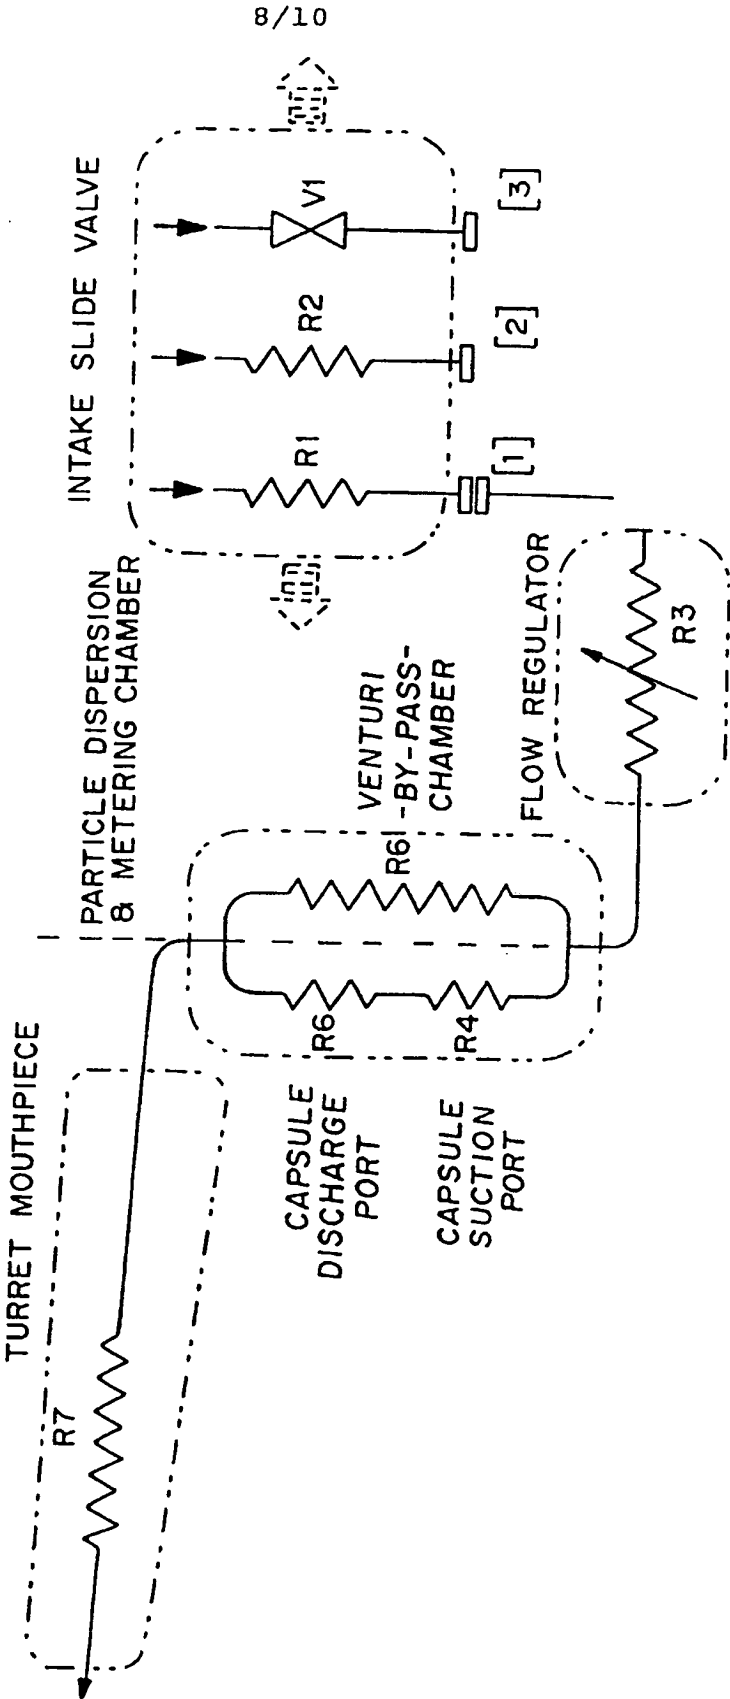 8/10
TURRET MOUTHPIECE
R7
PARTICLE DISPERSION
& METERING CHAMBER
INTAKE SLIDE VALVE
R1
R2
V1
[1]
[2]
[3]
CAPSULE
DISCHARGE
PORT
R6
CAPSULE
SUCTION
PORT
R4
R6
VENTURI
-BY-PASS-
CHAMBER
FLOW REGULATOR
R3